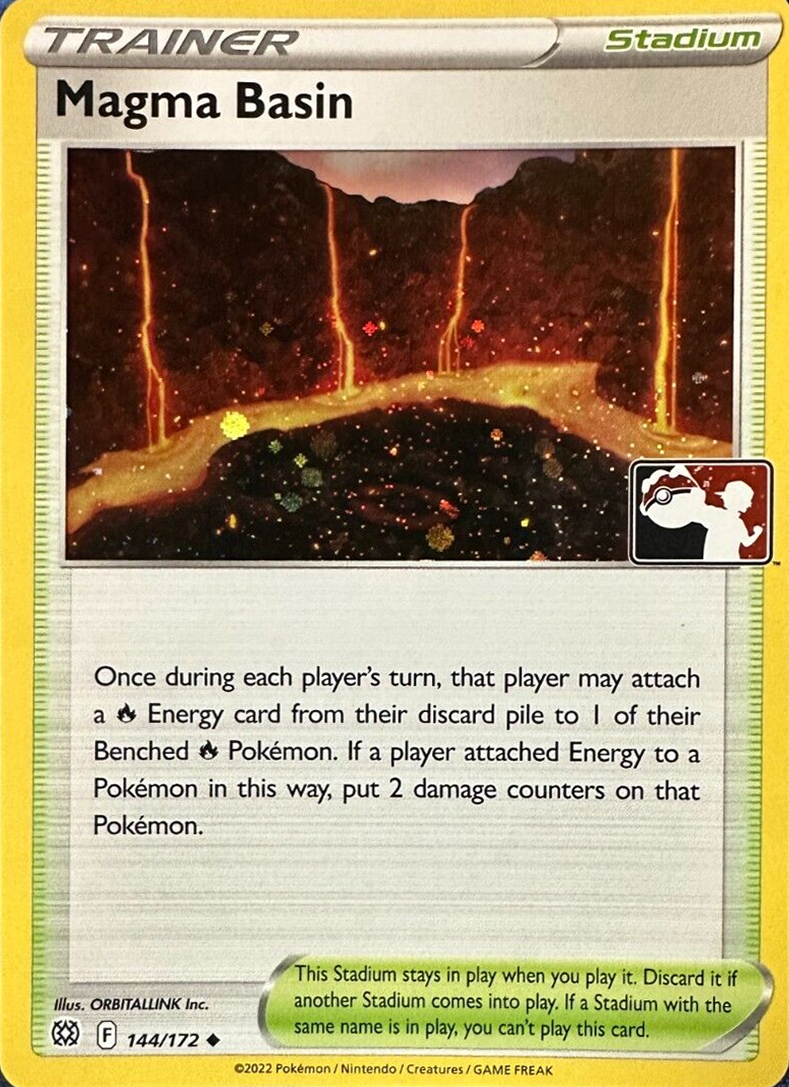 TRAINER
Stadium
Magma Basin
Once during each player's turn, that player may attach
a Energy card from their discard pile to 1 of their
Benched Pokémon. If a player attached Energy to a
Pokémon in this way, put 2 damage counters on that
Pokémon.
This Stadium stays in play when you play it. Discard it if
another Stadium comes into play. If a Stadium with the
same name is in play, you can't play this card.
Illus. ORBITALLINK Inc.
F 144/172
©2022 Pokémon / Nintendo / Creatures / GAME FREAK